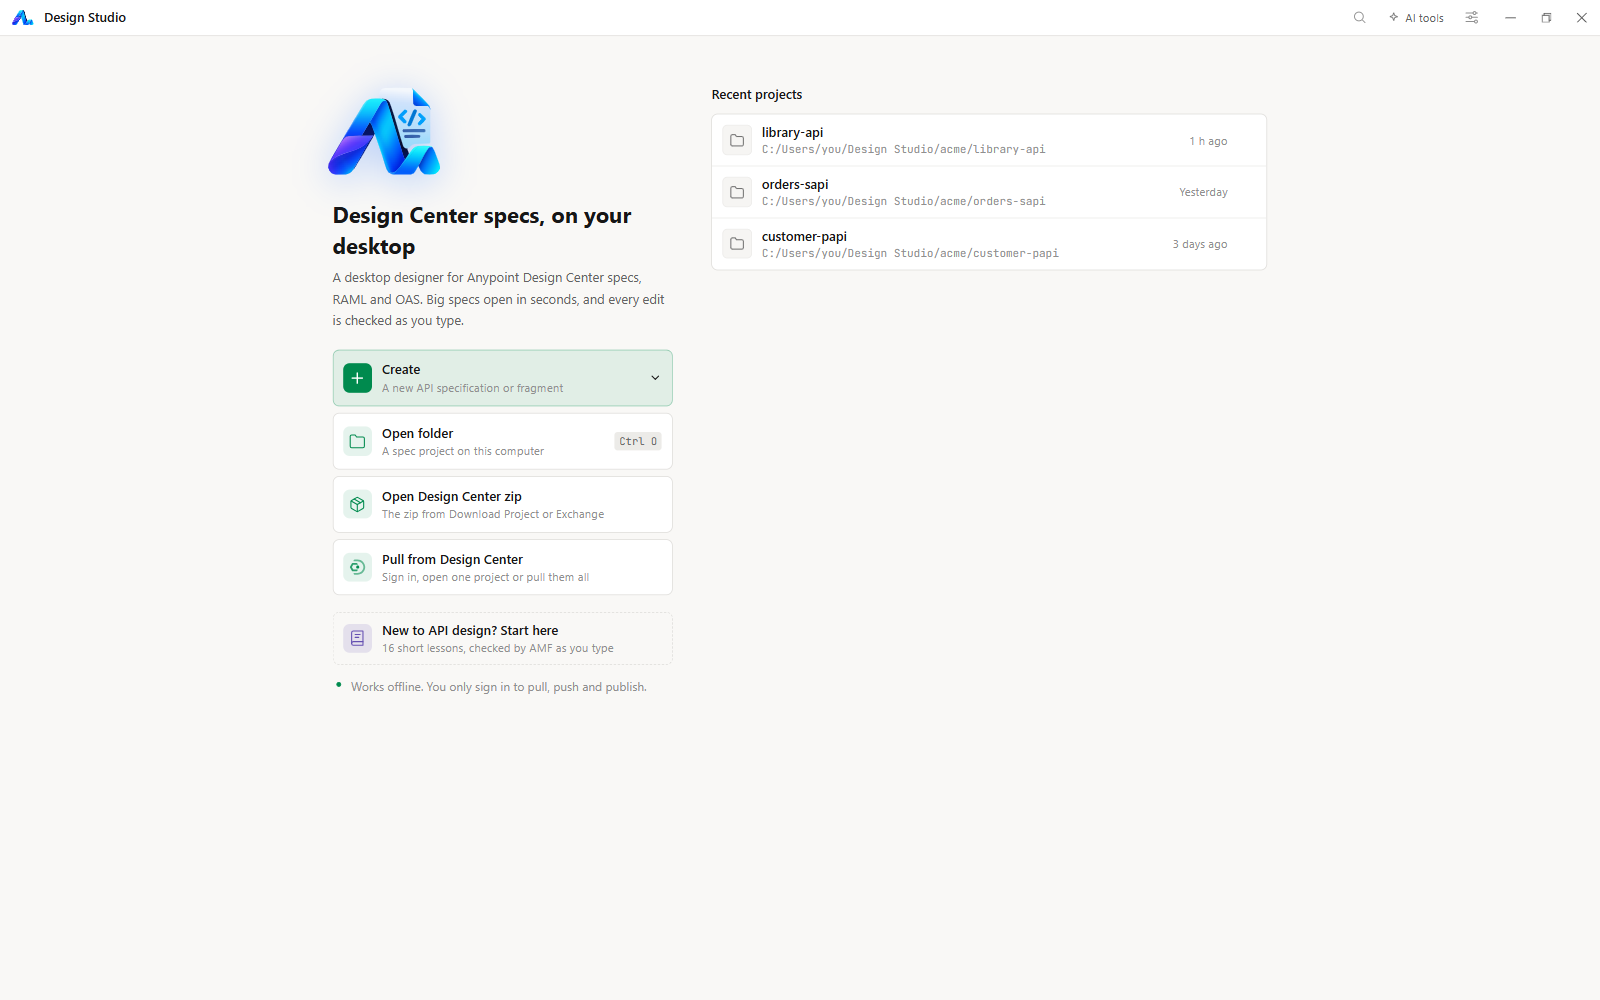 Design Studio
AI tools
Design Center specs, on your
desktop
A desktop designer for Anypoint Design Center specs,
RAML and OAS. Big specs open in seconds, and every edit
is checked as you type.
Create
A new API specification or fragment
Open folder
A spec project on this computer
Ctrl O
Open Design Center zip
The zip from Download Project or Exchange
Pull from Design Center
Sign in, open one project or pull them all
New to API design? Start here
16 short lessons, checked by AMF as you type
Works offline. You only sign in to pull, push and publish.
Recent projects
library-api
C:/Users/you/Design Studio/acme/library-api
1 h ago
orders-sapi
C:/Users/you/Design Studio/acme/orders-sapi
Yesterday
customer-papi
C:/Users/you/Design Studio/acme/customer-papi
3 days ago